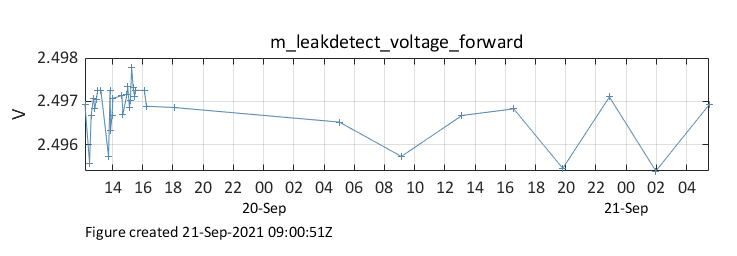 m_leakdetect_voltage_forward
2.498
2.497
2.496
V
14 16 18 20 22 00 02 04 06 08 10 12 14 16 18 20 22 00 02 04
20-Sep 21-Sep
Figure created 21-Sep-2021 09:00:51Z